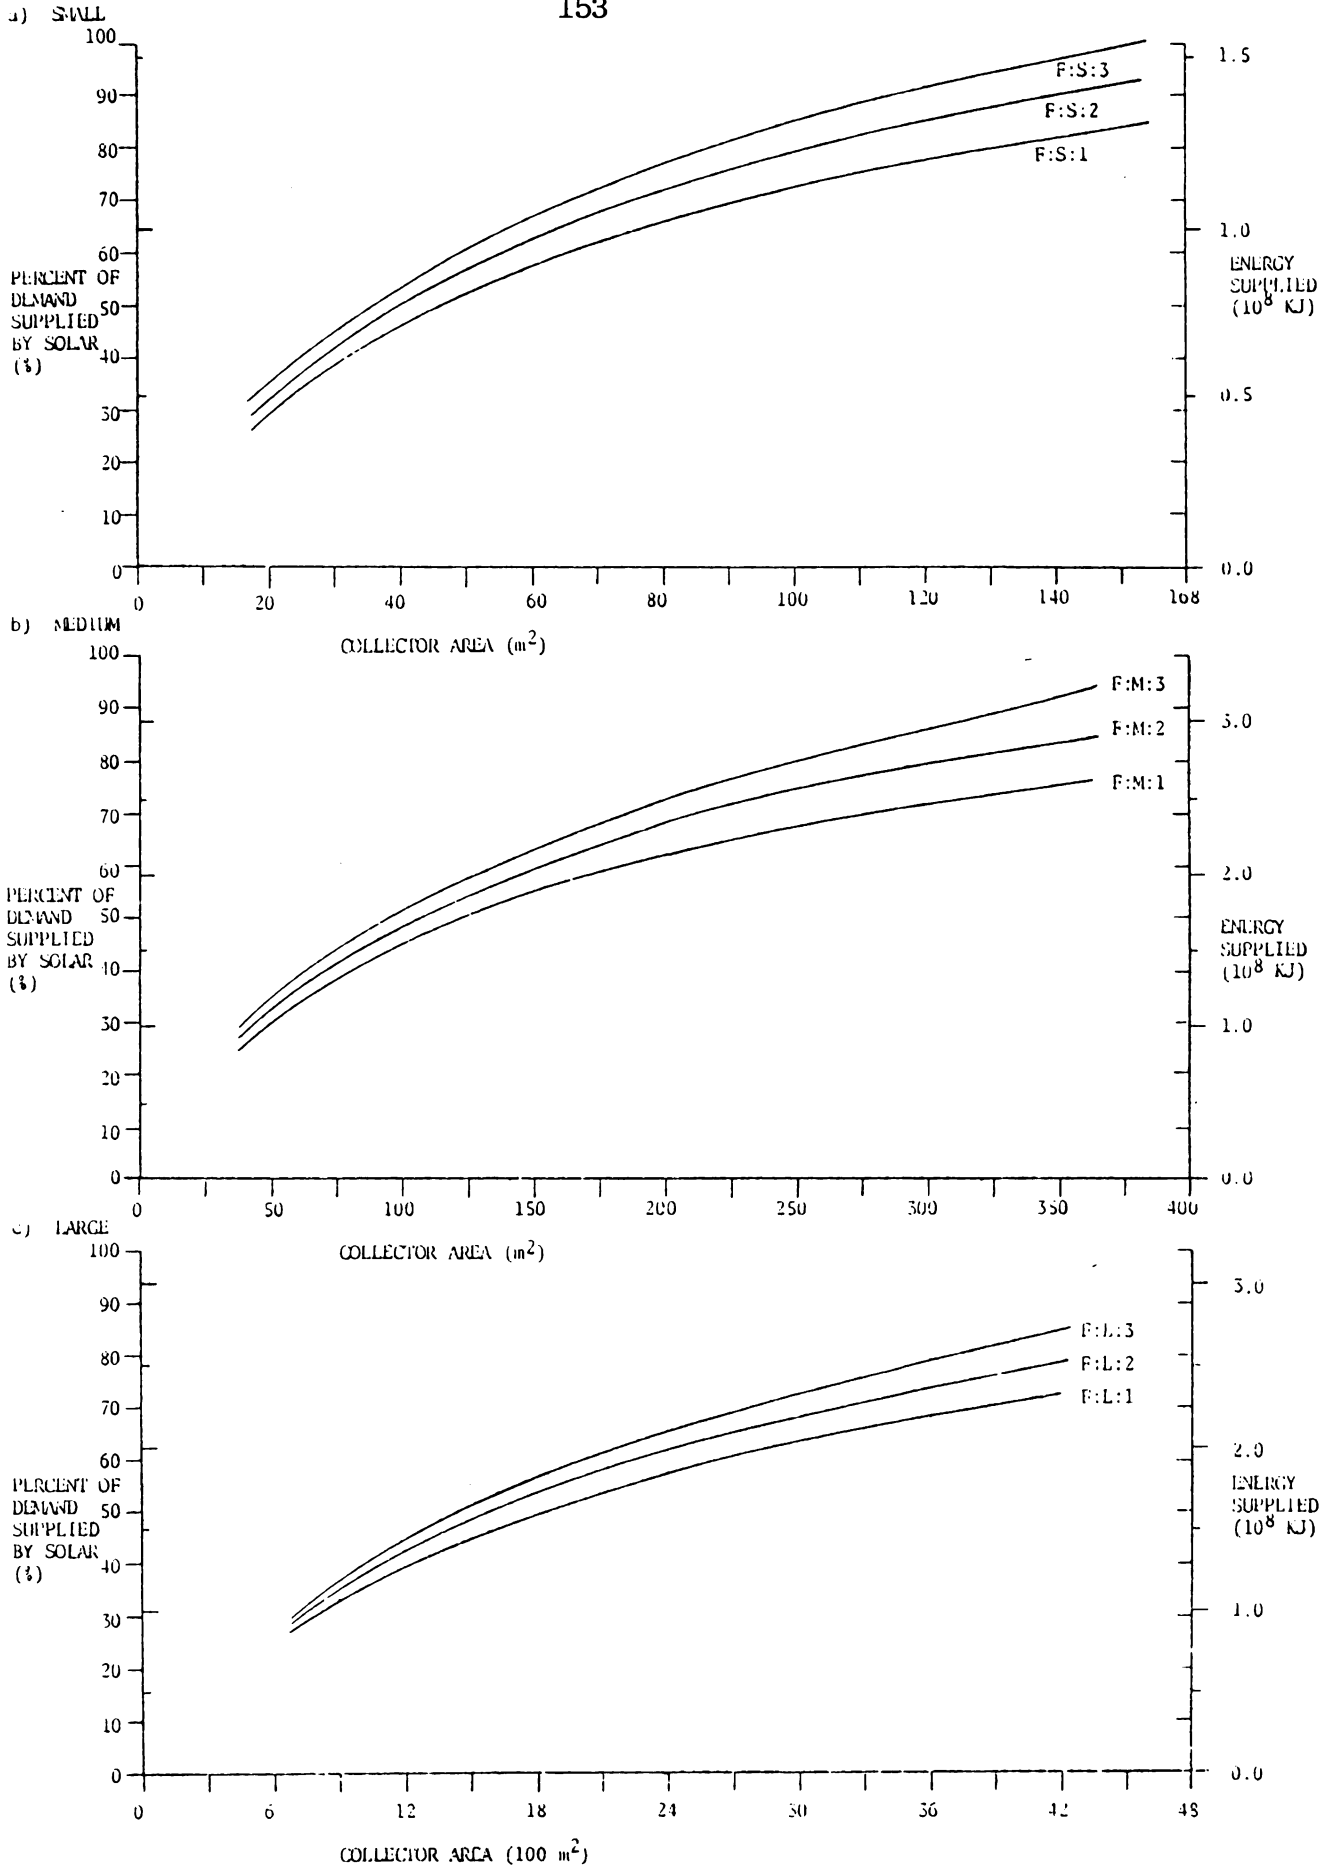 153
a) SMALL
100
90
80
70
60
50
40
30
20
10
0
PERCENT OF
DEMAND
SUPPLIED
BY SOLAR
(%)
F:S:3
F:S:2
F:S:1
1.5
1.0
0.5
0.0
ENERGY
SUPPLIED
(10⁸ KJ)
0 20 40 60 80 100 120 140 168
COLLECTOR AREA (m²)
b) MEDIUM
100
90
80
70
60
50
40
30
20
10
0
PERCENT OF
DEMAND
SUPPLIED
BY SOLAR
(%)
F:M:3
F:M:2
F:M:1
3.0
2.0
1.0
0.0
ENERGY
SUPPLIED
(10⁸ KJ)
0 50 100 150 200 250 300 350 400
COLLECTOR AREA (m²)
c) LARGE
100
90
80
70
60
50
40
30
20
10
0
PERCENT OF
DEMAND
SUPPLIED
BY SOLAR
(%)
F:L:3
F:L:2
F:L:1
3.0
2.0
1.0
0.0
ENERGY
SUPPLIED
(10⁸ KJ)
0 6 12 18 24 30 36 42 48
COLLECTOR AREA (100 m²)